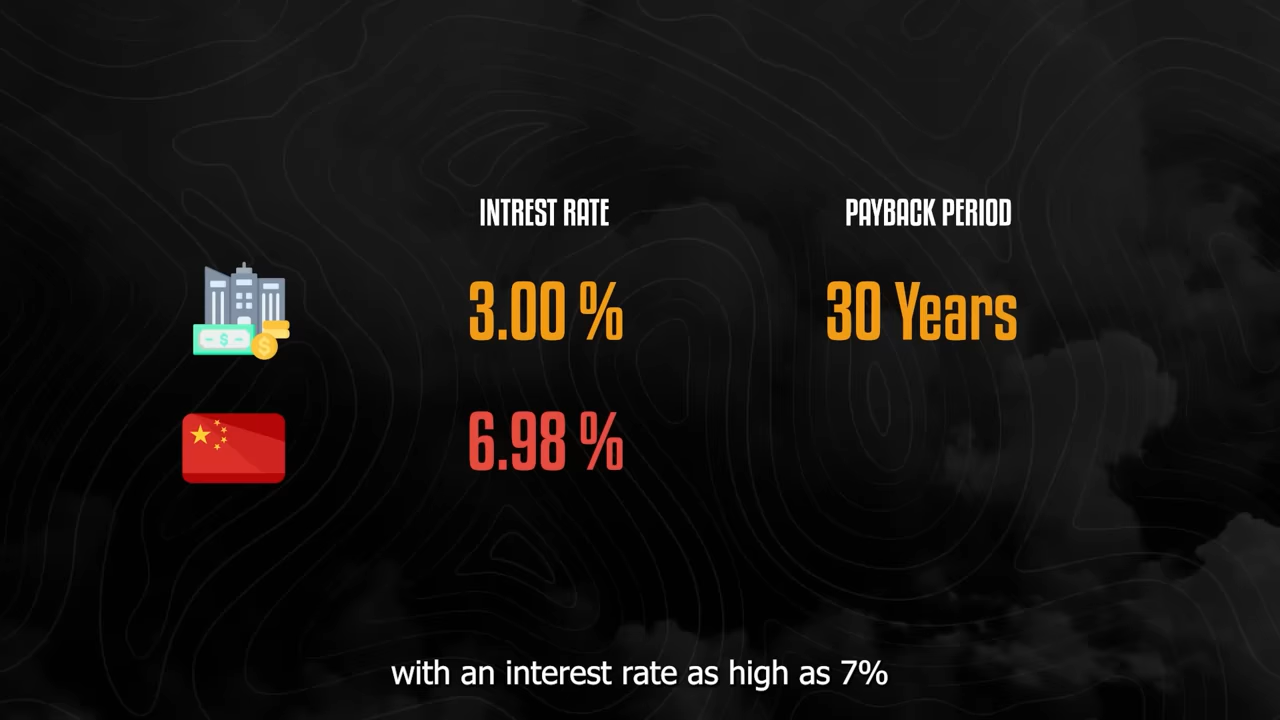 INTREST RATE
PAYBACK PERIOD
3.00 %
30 Years
6.98 %
with an interest rate as high as 7%